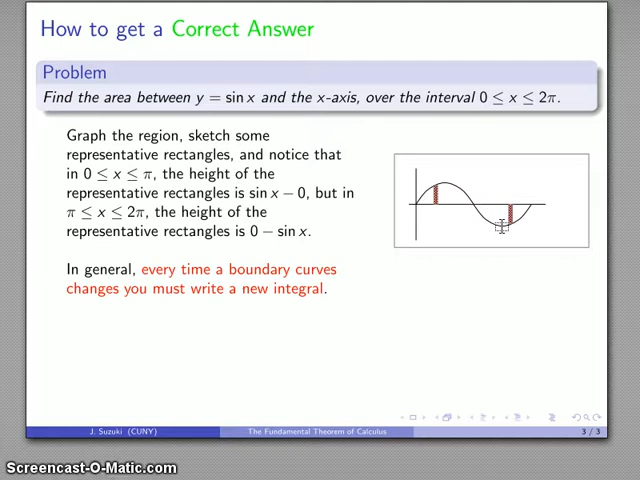 How to get a Correct Answer
Problem
Find the area between y = sin x and the x-axis, over the interval 0 ≤ x ≤ 2π.
Graph the region, sketch some
representative rectangles, and notice that
in 0 ≤ x ≤ π, the height of the
representative rectangles is sin x − 0, but in
π ≤ x ≤ 2π, the height of the
representative rectangles is 0 − sin x.
In general, every time a boundary curves
changes you must write a new integral.
J. Suzuki (CUNY)
The Fundamental Theorem of Calculus
3 / 3
Screencast-O-Matic.com